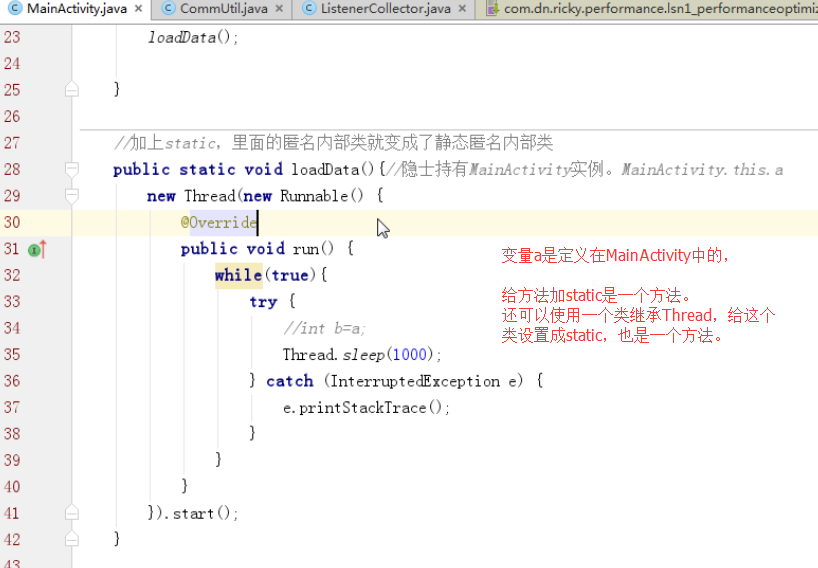 MainActivity.java × CommUtil.java × ListenerCollector.java × com.dn.ricky.performance.lsn1_performanceoptimiz
23 loadData();
24
25 }
26
27 //加上static，里面的匿名内部类就变成了静态匿名内部类
28 public static void loadData(){//隐士持有MainActivity实例。MainActivity.this.a
29 new Thread(new Runnable() {
30 @Override
31 public void run() {
32 while(true){
33 try {
34 //int b=a;
35 Thread.sleep(1000);
36 } catch (InterruptedException e) {
37 e.printStackTrace();
38 }
39 }
40 }
41 }).start();
42 }
43
变量a是定义在MainActivity中的，
给方法加static是一个方法。
还可以使用一个类继承Thread，给这个
类设置成static，也是一个方法。